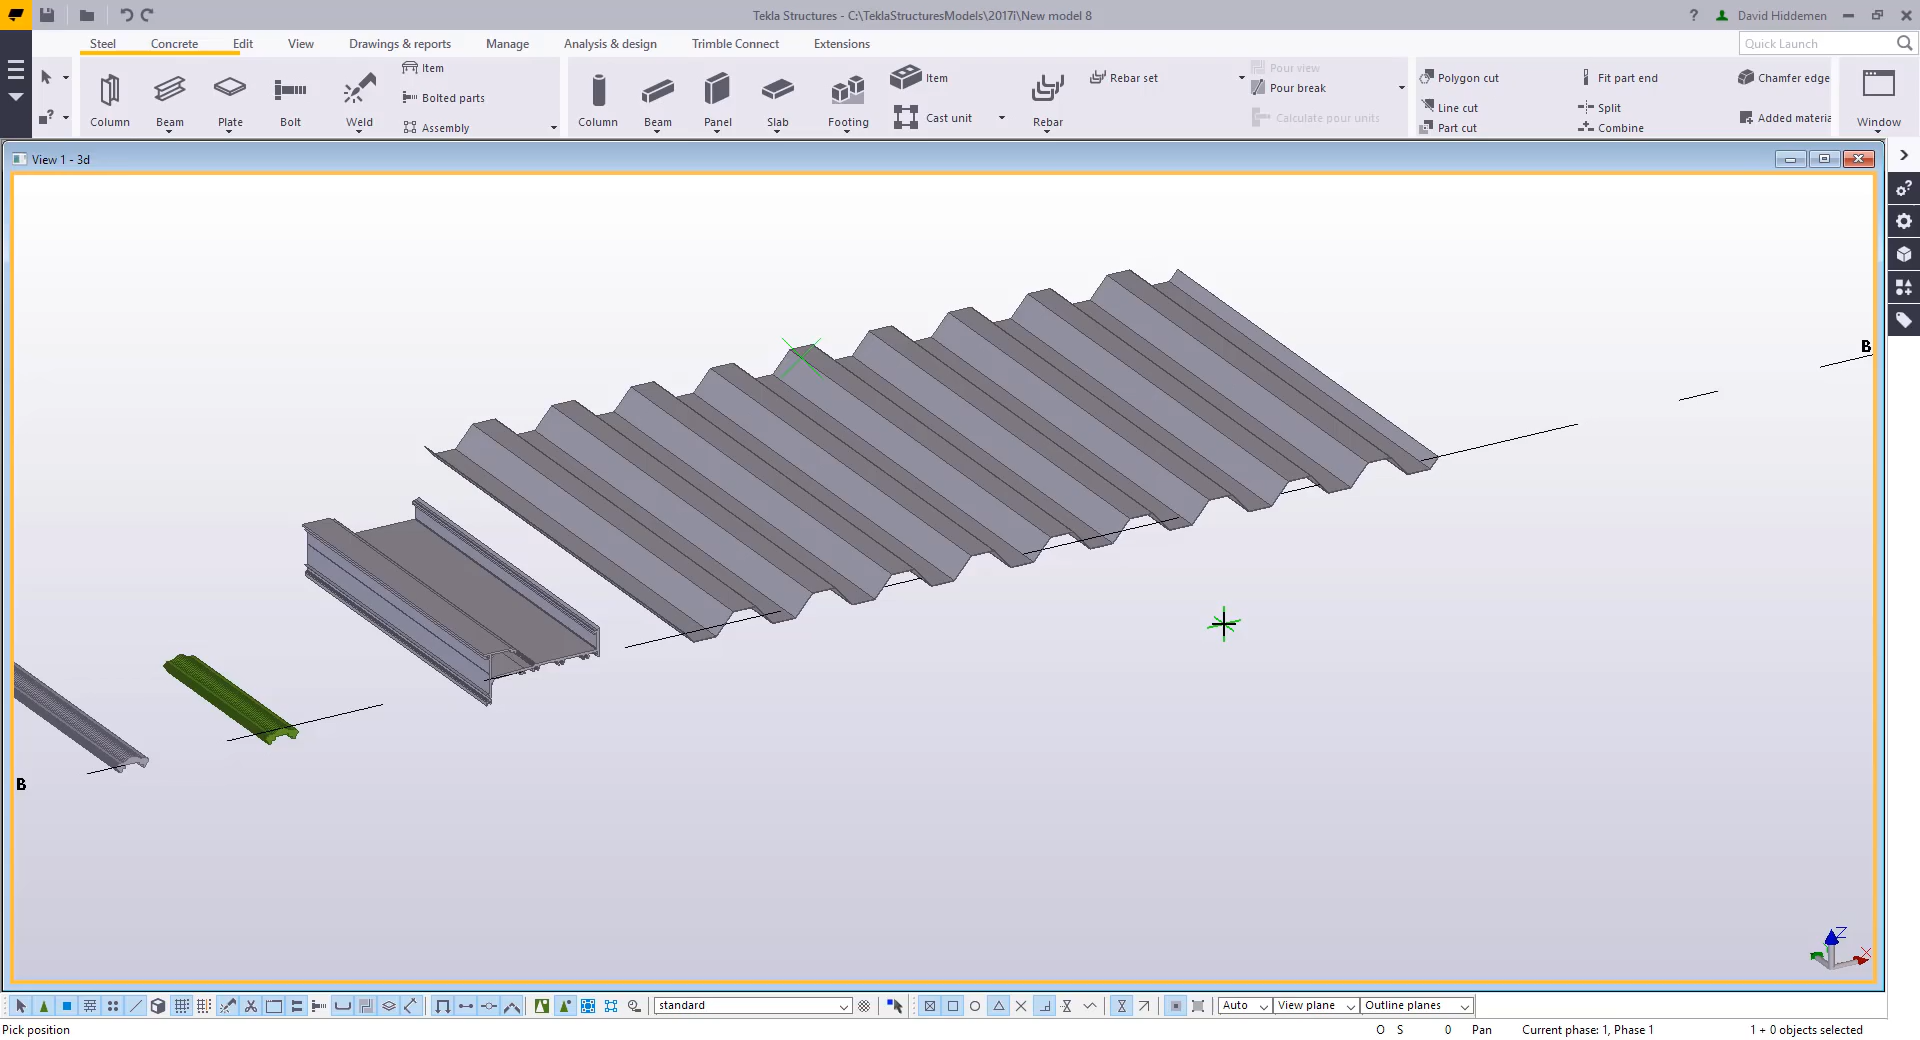 Tekla Structures - C:\TeklaStructuresModels\2017i\New model 8
? David Hiddemen
Steel Concrete Edit View Drawings & reports Manage Analysis & design Trimble Connect Extensions
Quick Launch
Column
Beam
Plate
Bolt
Weld
Item
Bolted parts
Assembly
Column
Beam
Panel
Slab
Footing
Item
Cast unit
Rebar
Rebar set
Pour view
Pour break
Calculate pour units
Polygon cut
Line cut
Part cut
Fit part end
Split
Combine
Chamfer edge
Added materia
Window
View 1 - 3d
B
B
Z
X
standard
Auto
View plane
Outline planes
Pick position
O S 0 Pan Current phase: 1, Phase 1 1 + 0 objects selected